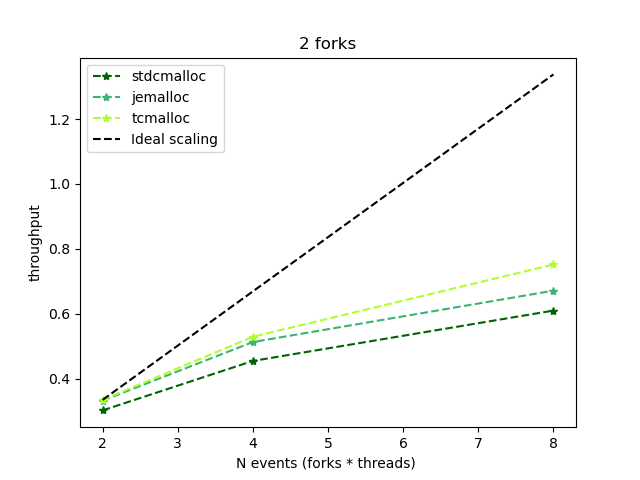 2 forks
stdcmalloc
jemalloc
tcmalloc
Ideal scaling
throughput
1.2
1.0
0.8
0.6
0.4
2 3 4 5 6 7 8
N events (forks * threads)